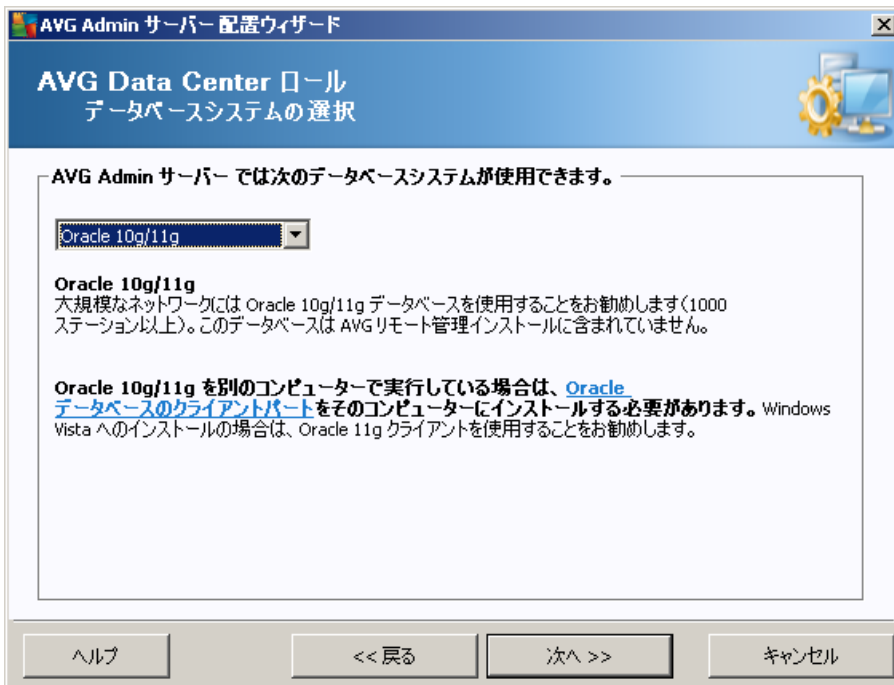 AVG Admin サーバー 配置ウィザード
AVG Data Center ロール
データベースシステムの選択
AVG Admin サーバー では次のデータベースシステムが使用できます。
Oracle 10g/11g
Oracle 10g/11g
大規模なネットワークには Oracle 10g/11g データベースを使用することをお勧めします(1000
ステーション以上)。このデータベースは AVG リモート管理インストールに含まれていません。
Oracle 10g/11g を別のコンピューターで実行している場合は、Oracle
データベースのクライアントパートをそのコンピューターにインストールする必要があります。Windows
Vista へのインストールの場合は、Oracle 11g クライアントを使用することをお勧めします。
ヘルプ
<< 戻る
次へ >>
キャンセル